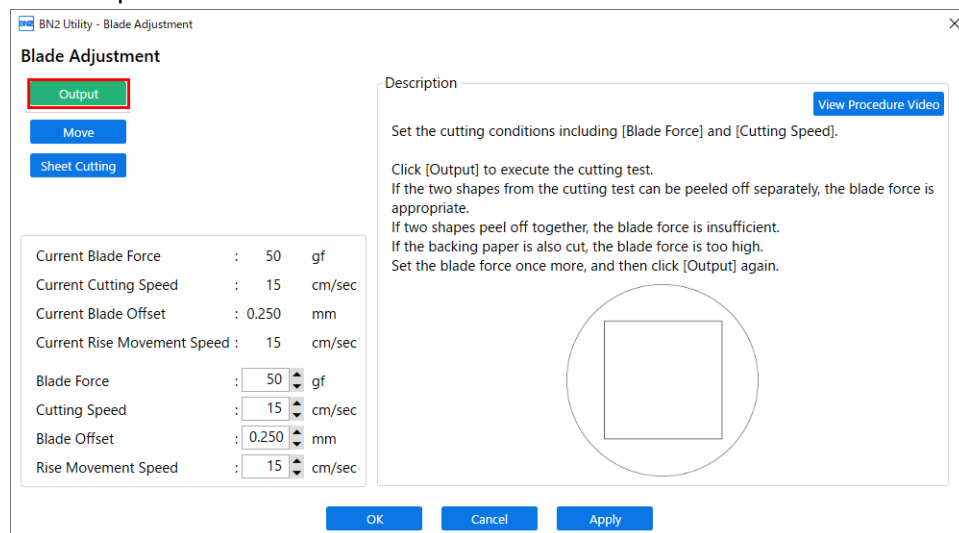 BN2 BN2 Utility - Blade Adjustment
Blade Adjustment
Output
Move
Sheet Cutting
Description
View Procedure Video
Set the cutting conditions including [Blade Force] and [Cutting Speed].
Click [Output] to execute the cutting test.
If the two shapes from the cutting test can be peeled off separately, the blade force is
appropriate.
If two shapes peel off together, the blade force is insufficient.
If the backing paper is also cut, the blade force is too high.
Set the blade force once more, and then click [Output] again.
Current Blade Force : 50 gf
Current Cutting Speed : 15 cm/sec
Current Blade Offset : 0.250 mm
Current Rise Movement Speed : 15 cm/sec
Blade Force : 50 gf
Cutting Speed : 15 cm/sec
Blade Offset : 0.250 mm
Rise Movement Speed : 15 cm/sec
OK Cancel Apply